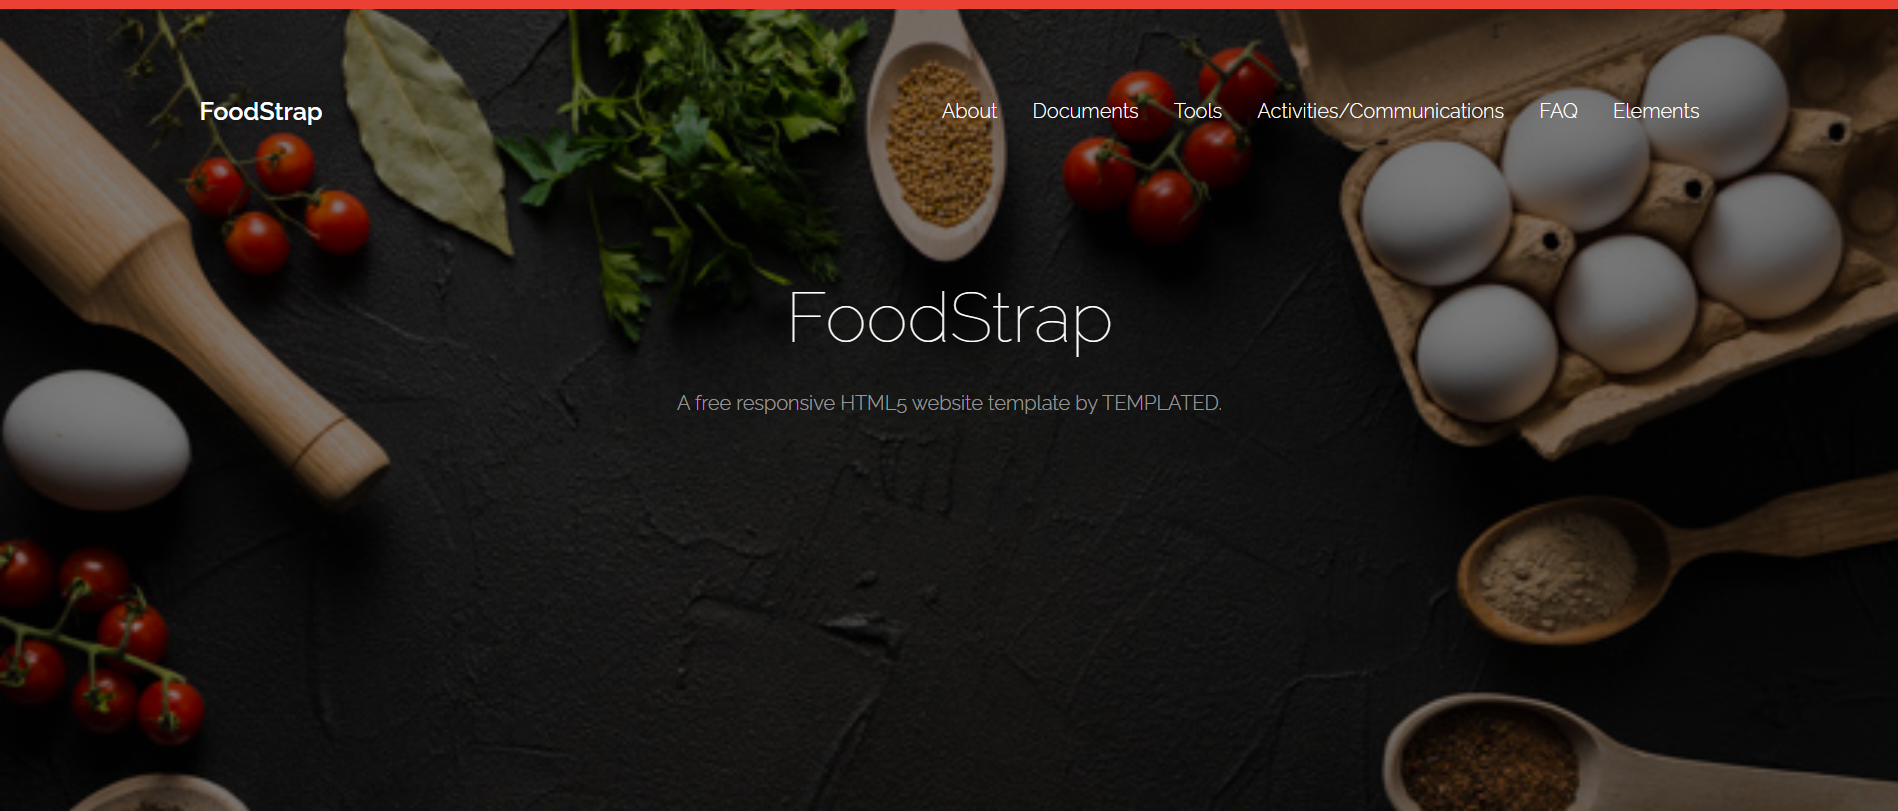 FoodStrap
About Documents Tools Activities/Communications FAQ Elements
FoodStrap
A free responsive HTML5 website template by TEMPLATED.